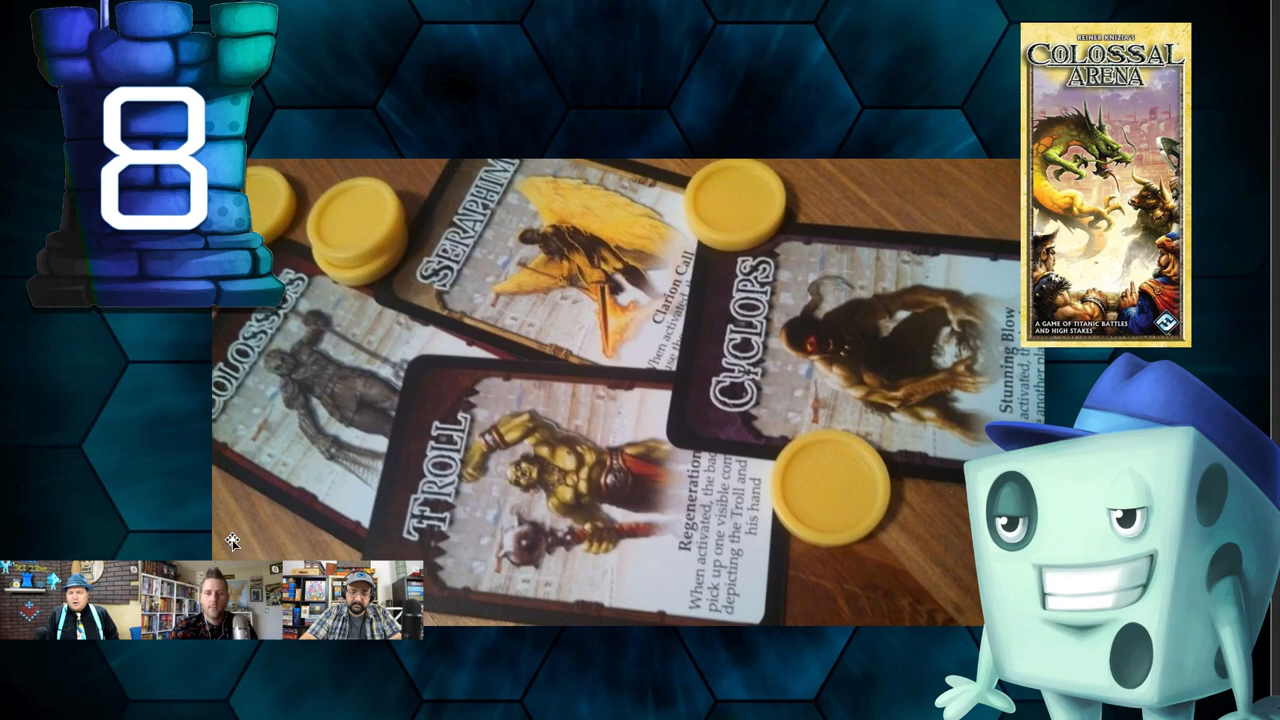 8
REINER KNIZIA'S
COLOSSAL
ARENA
A GAME OF TITANIC BATTLES
AND HIGH STAKES
SERAPHIM
Clarion Call
When activated,
COLOSSUS
CYCLOPS
Stunning Blow
activated,
another
TROLL
Regeneration
When activated, the
pick up one visible
depicting the Troll and
his hand